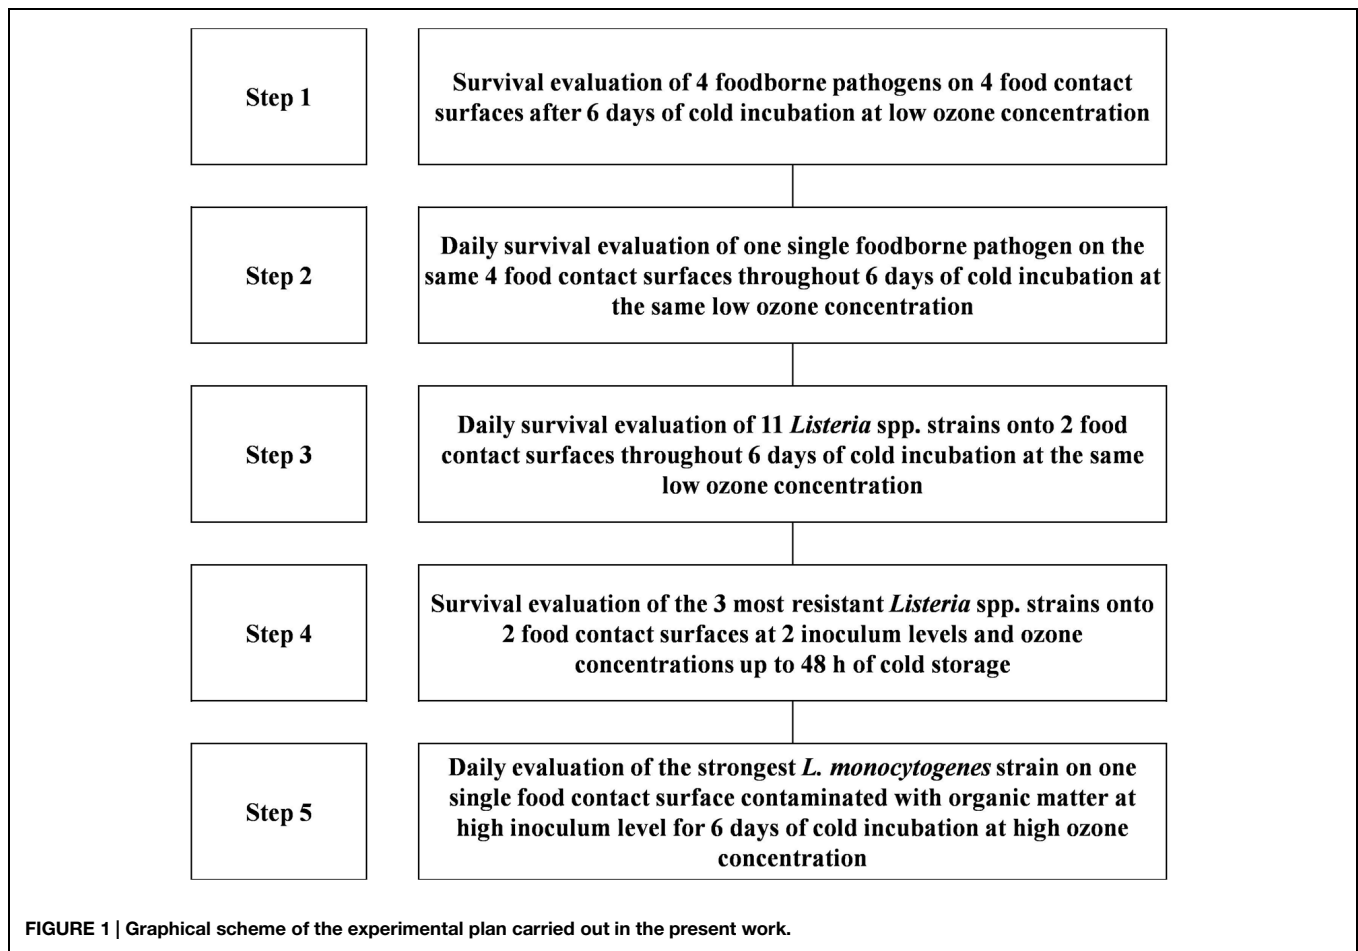 Step 1
Survival evaluation of 4 foodborne pathogens on 4 food contact
surfaces after 6 days of cold incubation at low ozone concentration
Step 2
Daily survival evaluation of one single foodborne pathogen on the
same 4 food contact surfaces throughout 6 days of cold incubation at
the same low ozone concentration
Step 3
Daily survival evaluation of 11 Listeria spp. strains onto 2 food
contact surfaces throughout 6 days of cold incubation at the same
low ozone concentration
Step 4
Survival evaluation of the 3 most resistant Listeria spp. strains onto
2 food contact surfaces at 2 inoculum levels and ozone
concentrations up to 48 h of cold storage
Step 5
Daily evaluation of the strongest L. monocytogenes strain on one
single food contact surface contaminated with organic matter at
high inoculum level for 6 days of cold incubation at high ozone
concentration
FIGURE 1 | Graphical scheme of the experimental plan carried out in the present work.